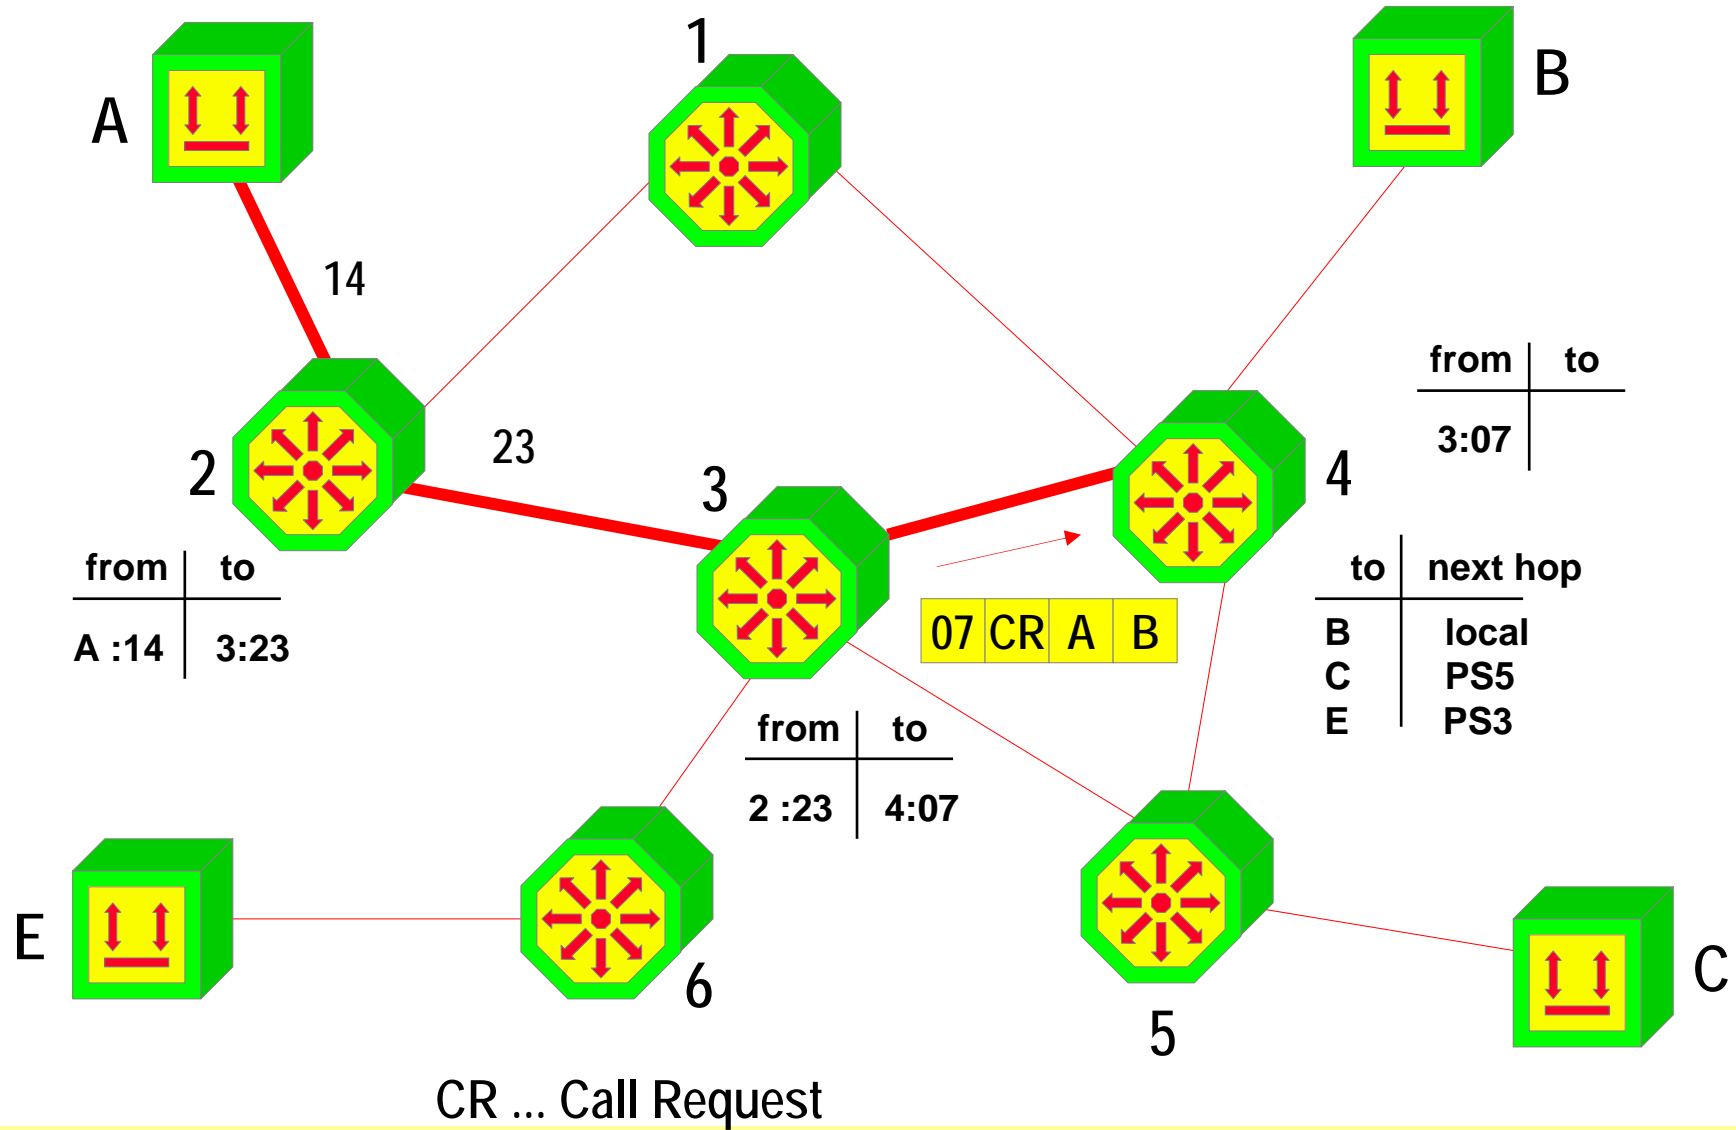 1
B
A
14
from to
3:07
23
2
3
4
from to
A :14 3:23
to next hop
B local
C PS5
E PS3
07 CR A B
from to
2 :23 4:07
E
6
5
C
CR ... Call Request